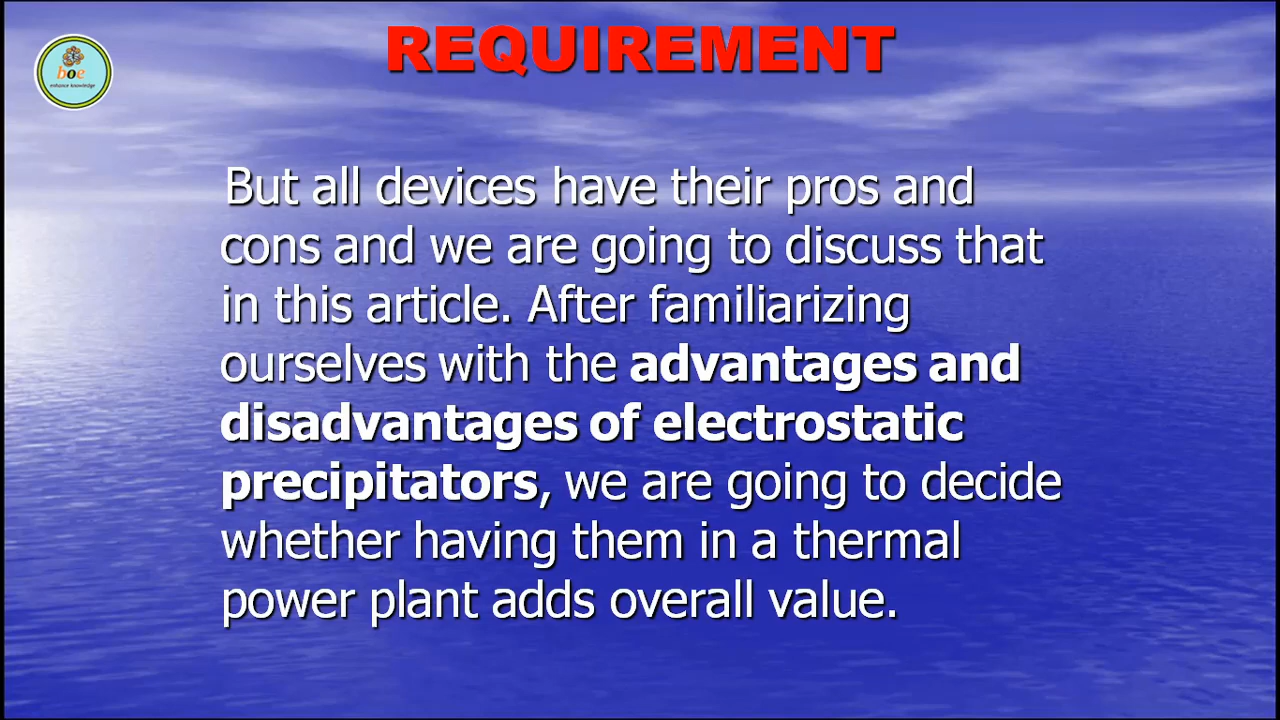 REQUIREMENT
boe
enhance knowledge
But all devices have their pros and
cons and we are going to discuss that
in this article. After familiarizing
ourselves with the advantages and
disadvantages of electrostatic
precipitators, we are going to decide
whether having them in a thermal
power plant adds overall value.